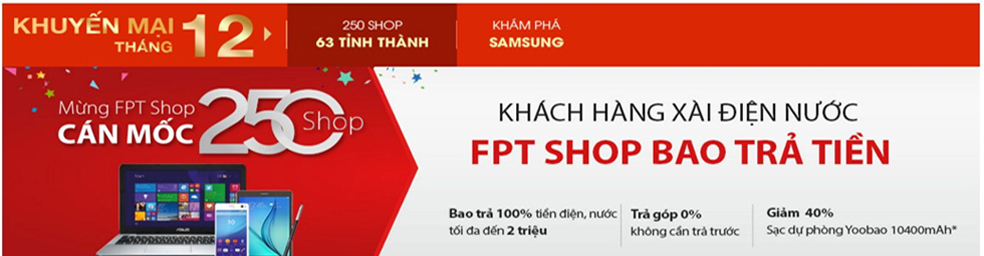 KHUYẾN MẠI
THÁNG 12
250 SHOP
63 TỈNH THÀNH
KHÁM PHÁ
SAMSUNG
Mừng FPT Shop
CÁN MỐC 250 Shop
KHÁCH HÀNG XÀI ĐIỆN NƯỚC
FPT SHOP BAO TRẢ TIỀN
Bao trả 100% tiền điện, nước
tối đa đến 2 triệu
Trả góp 0%
không cần trả trước
Giảm 40%
Sạc dự phòng Yoobao 10400mAh*
ASUS